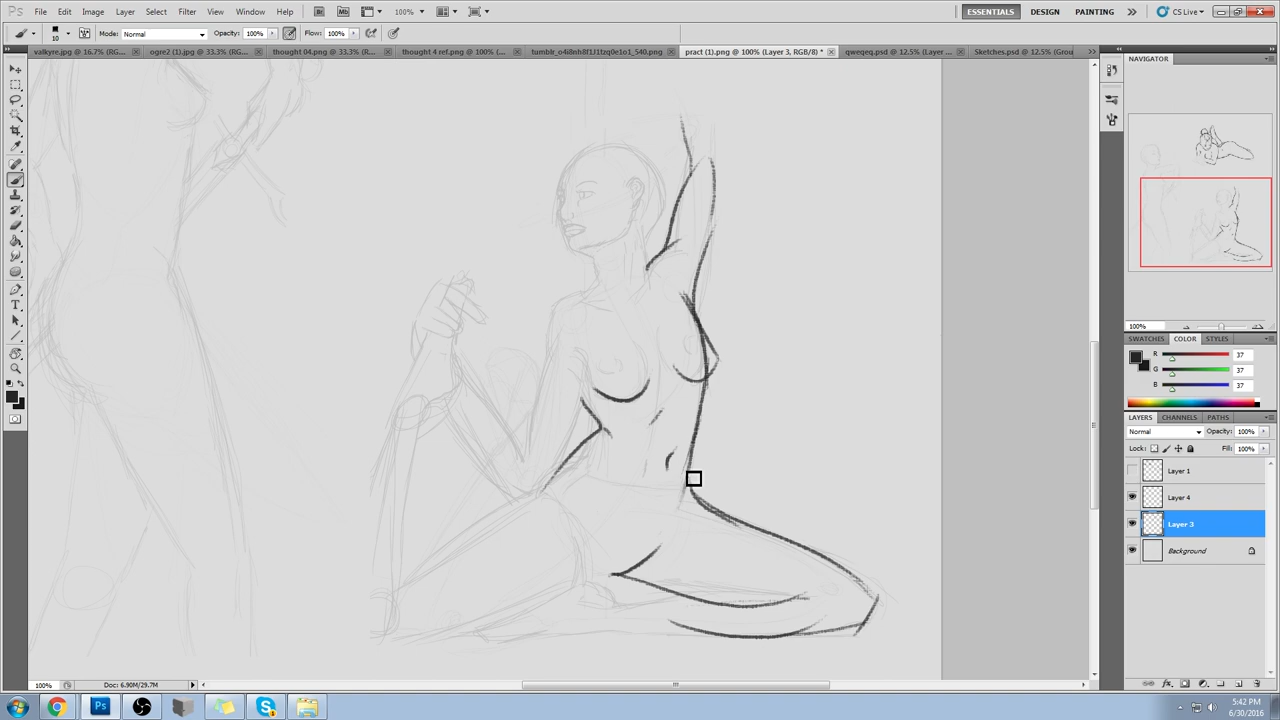 File Edit Image Layer Select Filter Analysis 3D View Window Help 100% ESSENTIALS DESIGN PAINTING >> CS Live
10 Mode: Normal Opacity: 100% Flow: 100%
valkyre.jpg @ 16.7% (RG... ogre2 (1).jpg @ 33.3% (RG... thought 04.png @ 33.3% (R... thought 4 ref.png @ 100% (... tumblr_o4i8nh8f1J1tzq0e1o1_540.png pract (1).png @ 100% (Layer 3, RGB/8) * qweqeq.psd @ 12.5% (Layer ... Sketches.psd @ 12.5% (Grou >>
NAVIGATOR
100%
SWATCHES COLOR STYLES
R 37
G 37
B 37
LAYERS CHANNELS PATHS
Normal Opacity: 100%
Lock: Fill: 100%
Layer 1
Layer 4
Layer 3
Background
100% Doc: 6.90M/29.7M
5:42 PM
6/30/2016